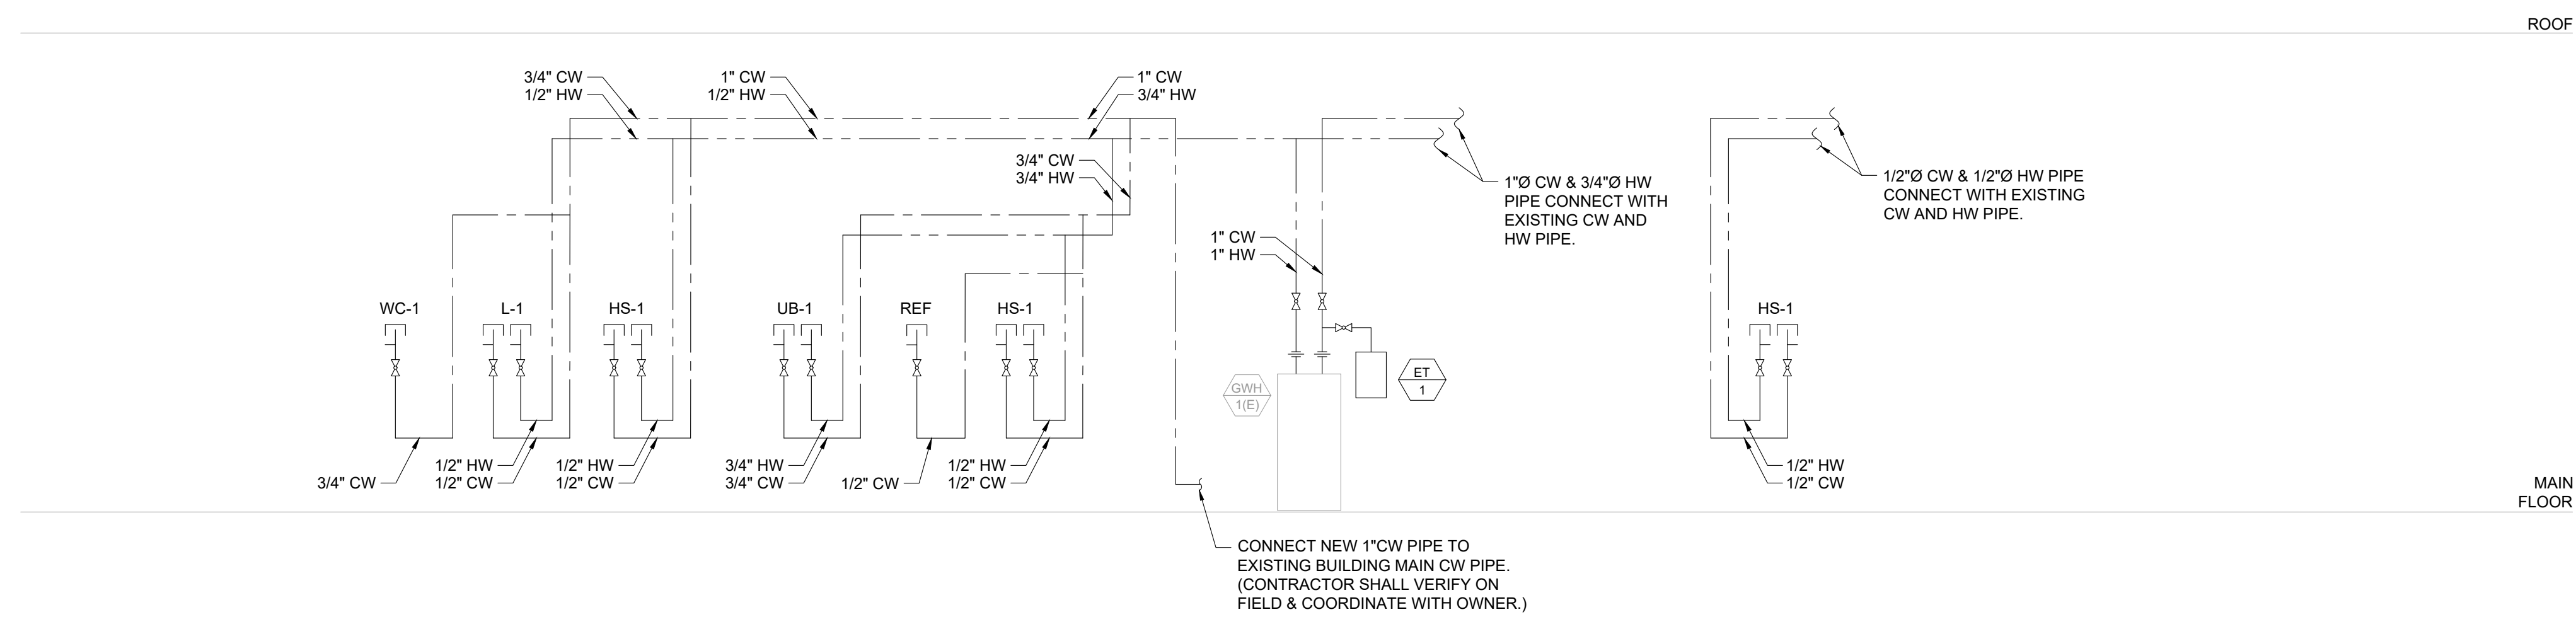 ROOF
3/4" CW
1/2" HW
1" CW
1/2" HW
1" CW
3/4" HW
3/4" CW
3/4" HW
1"Ø CW & 3/4"Ø HW
PIPE CONNECT WITH
EXISTING CW AND
HW PIPE.
1/2"Ø CW & 1/2"Ø HW PIPE
CONNECT WITH EXISTING
CW AND HW PIPE.
1" CW
1" HW
WC-1
L-1
HS-1
UB-1
REF
HS-1
HS-1
GWH
1(E)
ET
1
3/4" CW
1/2" HW
1/2" CW
1/2" HW
1/2" CW
3/4" HW
3/4" CW
1/2" CW
1/2" HW
1/2" CW
1/2" HW
1/2" CW
MAIN
FLOOR
CONNECT NEW 1"CW PIPE TO
EXISTING BUILDING MAIN CW PIPE.
(CONTRACTOR SHALL VERIFY ON
FIELD & COORDINATE WITH OWNER.)